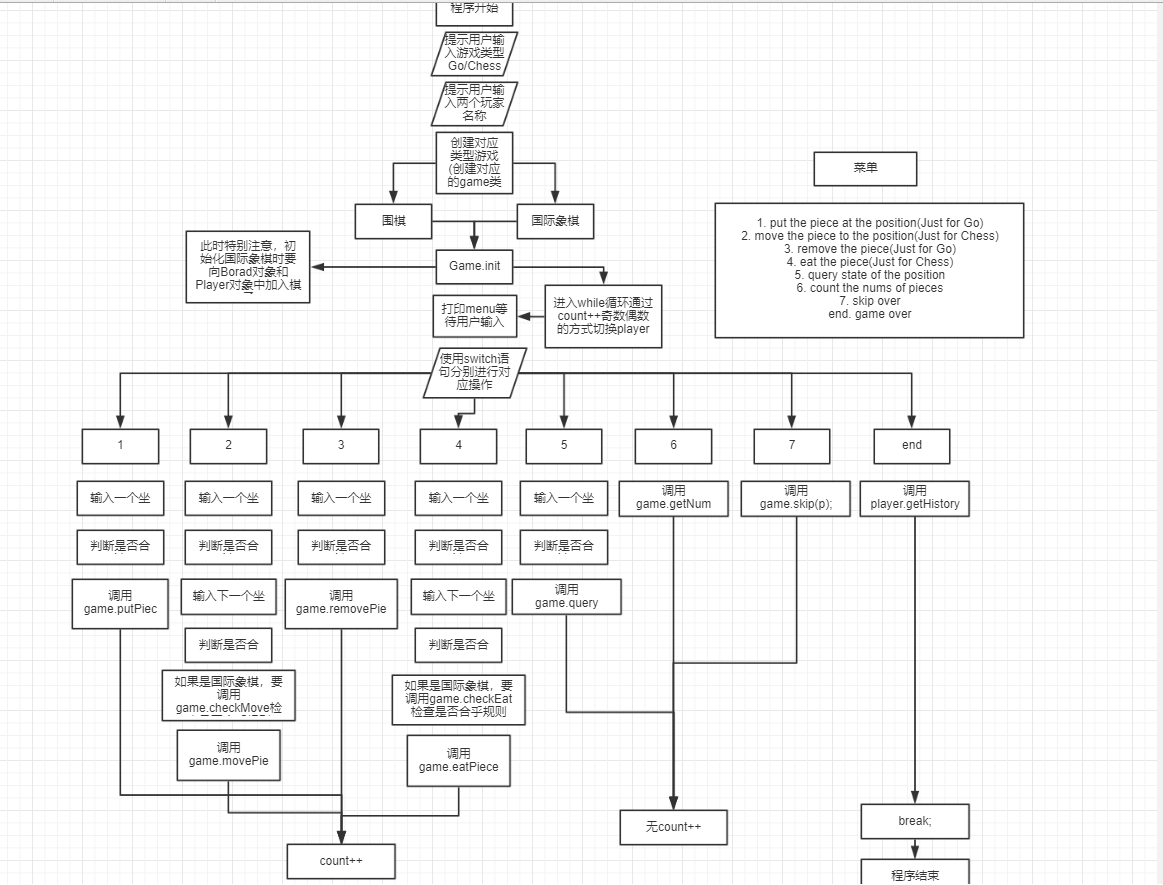 程序开始
提示用户输
入游戏类型
Go/Chess
提示用户输
入两个玩家
名称
创建对应
类型游戏
(创建对应
的game类
围棋
国际象棋
菜单
此时特别注意，初
始化国际象棋时要
向Borad对象和
Player对象中加入棋
Game.init
打印menu等
待用户输入
进入while循环通过
count++奇数偶数
的方式切换player
1. put the piece at the position(Just for Go)
2. move the piece to the position(Just for Chess)
3. remove the piece(Just for Go)
4. eat the piece(Just for Chess)
5. query state of the position
6. count the nums of pieces
7. skip over
end. game over
使用switch语
句分别进行对
应操作
1
2
3
4
5
6
7
end
输入一个坐
输入一个坐
输入一个坐
输入一个坐
输入一个坐
调用
game.getNum
调用
game.skip(p);
调用
player.getHistory
判断是否合
判断是否合
判断是否合
判断是否合
判断是否合
调用
game.putPiec
输入下一个坐
调用
game.removePie
输入下一个坐
调用
game.query
判断是否合
判断是否合
如果是国际象棋，要
调用
game.checkMove检
如果是国际象棋，要
调用game.checkEat
检查是否合乎规则
调用
game.movePie
调用
game.eatPiece
count++
无count++
break;
程序结束